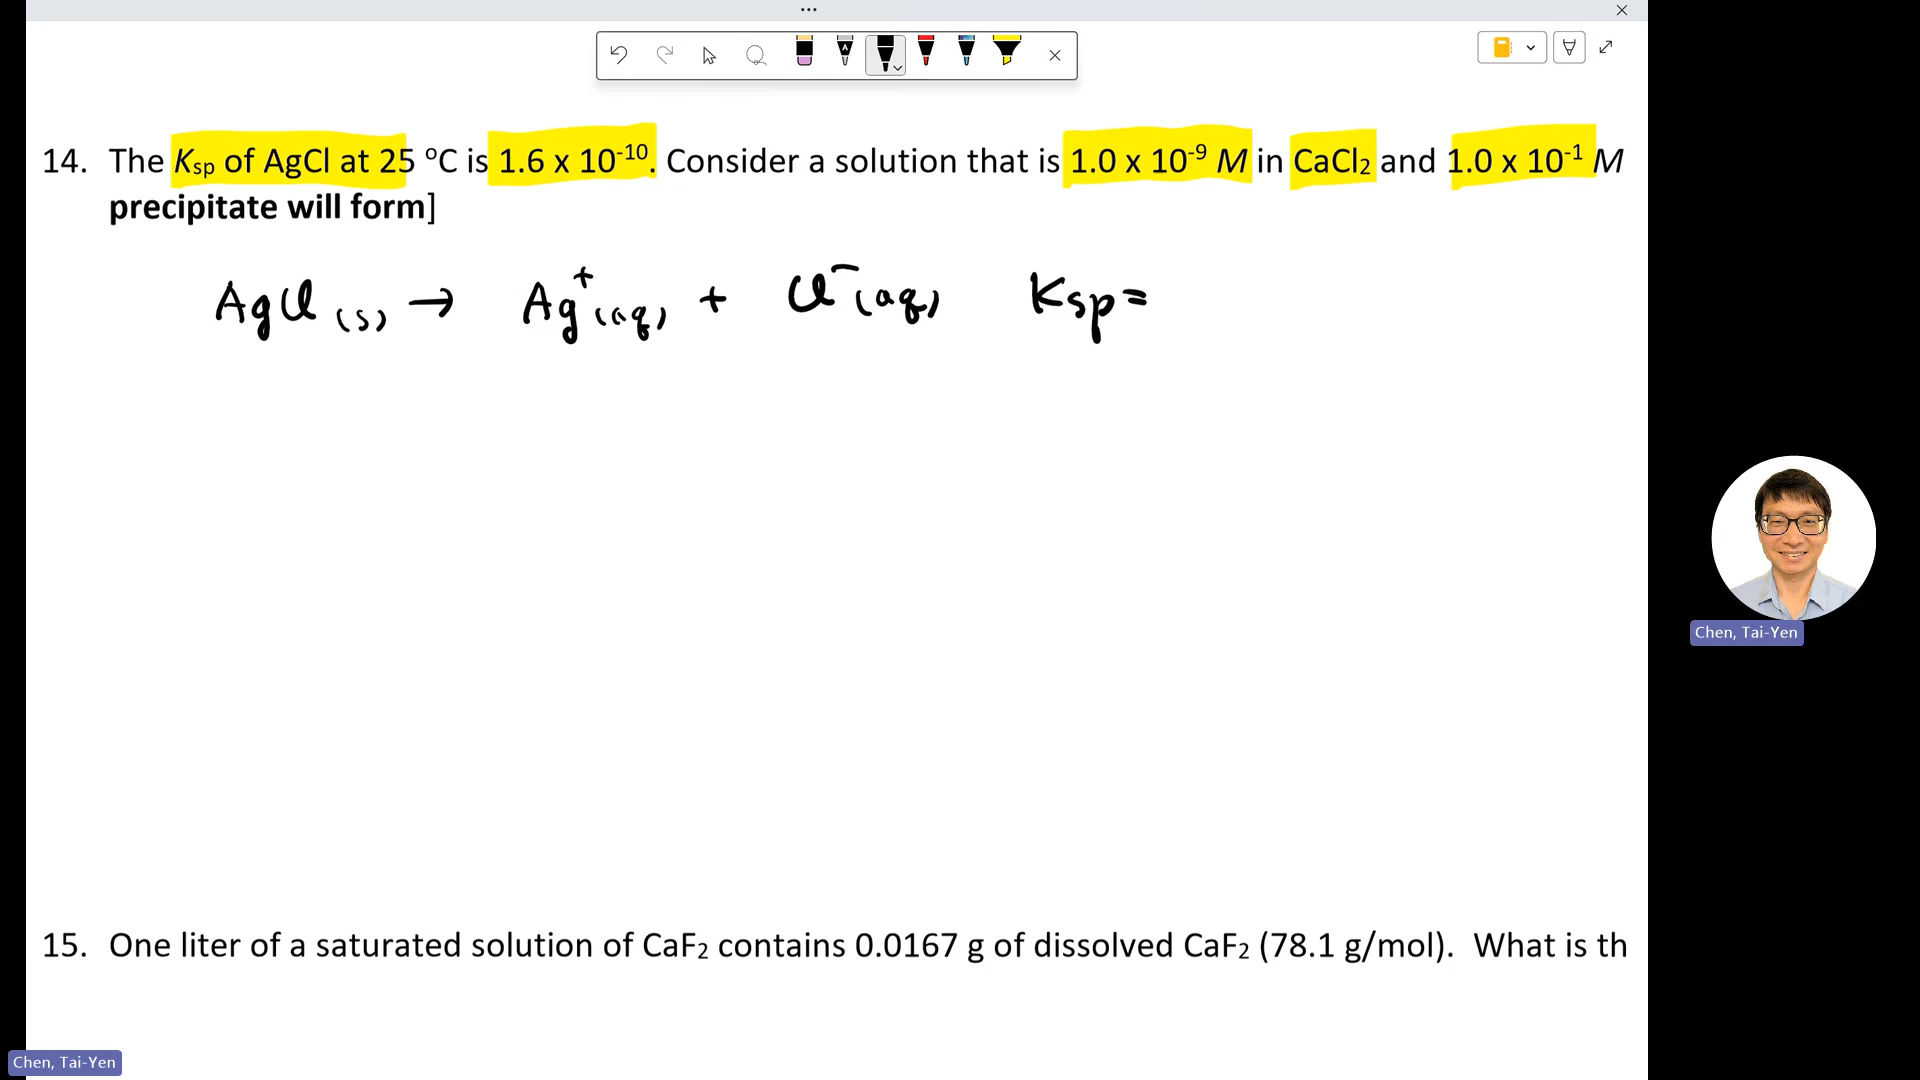 14. The Ksp of AgCl at 25 °C is 1.6 x 10⁻¹⁰. Consider a solution that is 1.0 x 10⁻⁹ M in CaCl₂ and 1.0 x 10⁻¹ M
precipitate will form]
AgCl (s) → Ag⁺(aq) + Cl⁻(aq) Ksp =
15. One liter of a saturated solution of CaF₂ contains 0.0167 g of dissolved CaF₂ (78.1 g/mol). What is th
Chen, Tai-Yen
Chen, Tai-Yen